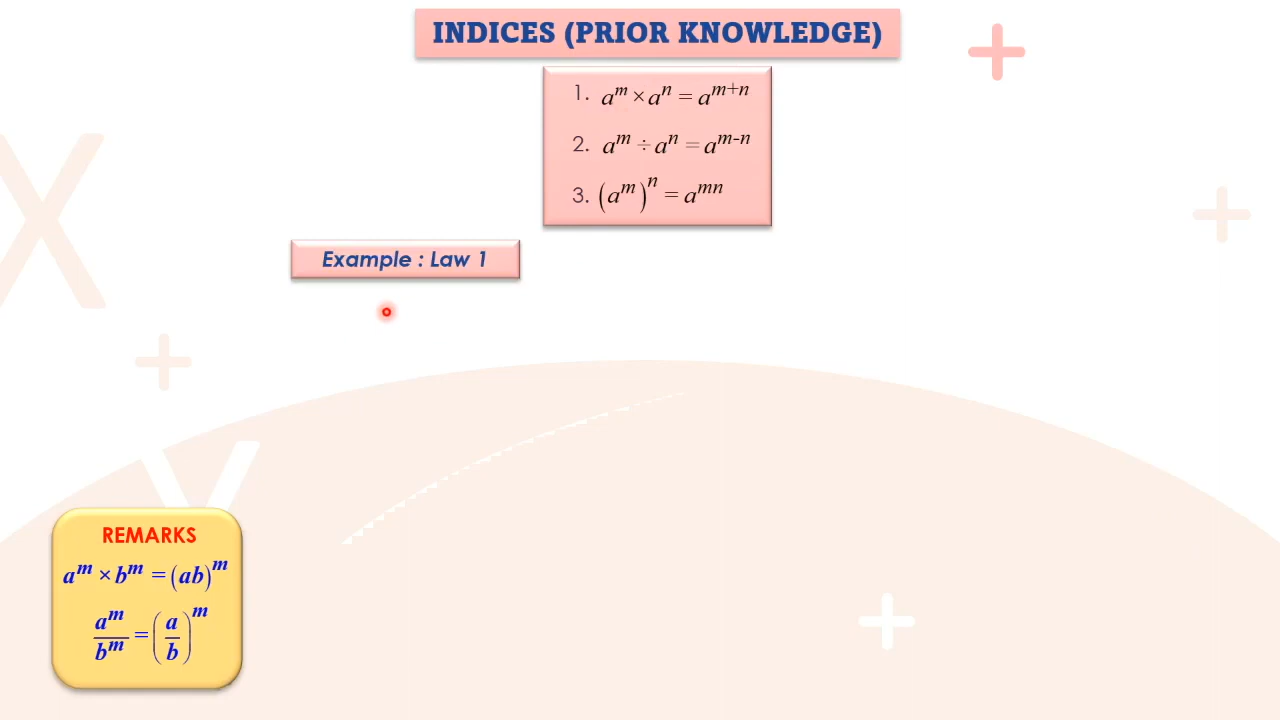 INDICES (PRIOR KNOWLEDGE)
1. a^m × a^n = a^{m+n}
2. a^m ÷ a^n = a^{m-n}
3. (a^m)^n = a^{mn}
Example : Law 1
X
Y
REMARKS
a^m × b^m = (ab)^m
a^m / b^m = (a/b)^m